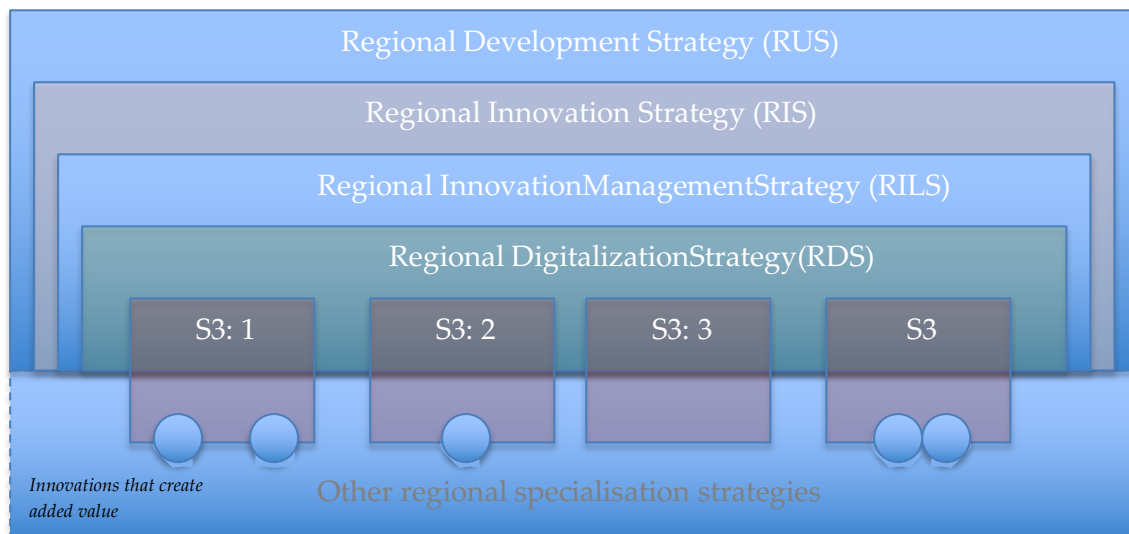 Regional Development Strategy (RUS)
Regional Innovation Strategy (RIS)
Regional InnovationManagementStrategy (RILS)
Regional DigitalizationStrategy(RDS)
S3: 1
S3: 2
S3: 3
S3
Innovations that create
added value
Other regional specialisation strategies